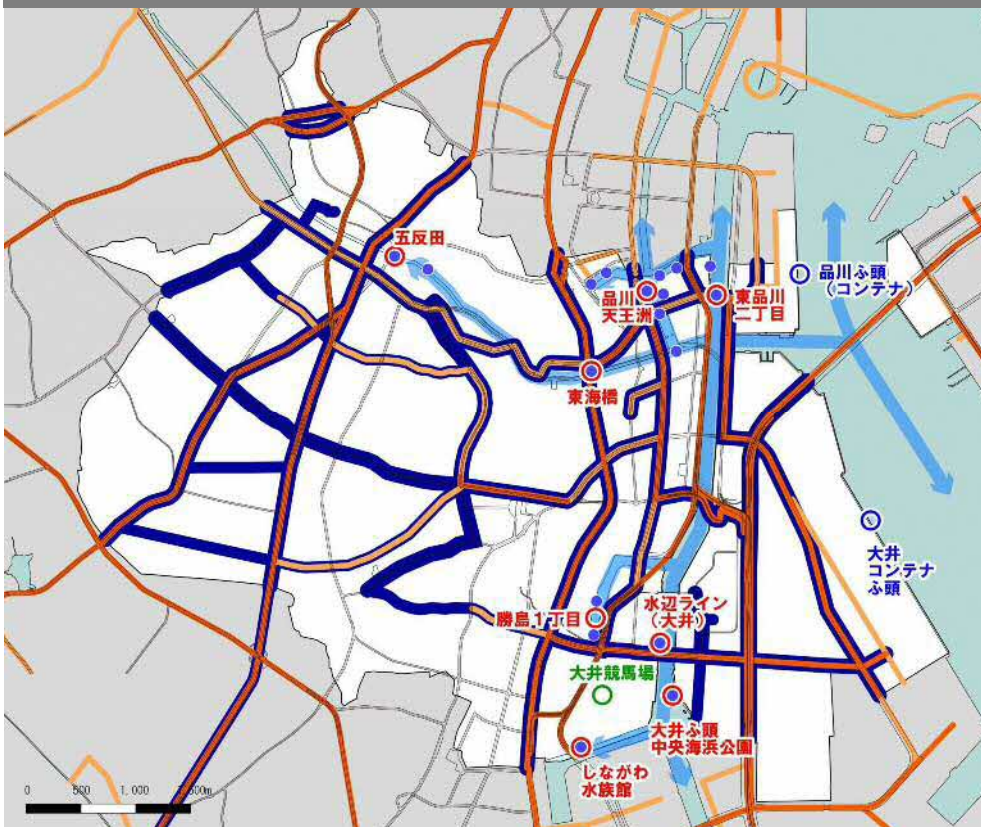 五反田
品川ふ頭
（コンテナ）
品川
天王洲
東品川
二丁目
東海橋
大井
コンテナ
ふ頭
水辺ライン
（大井）
勝島１丁目
大井競馬場
大井ふ頭
中央海浜公園
しながわ
水族館
0 500 1,000